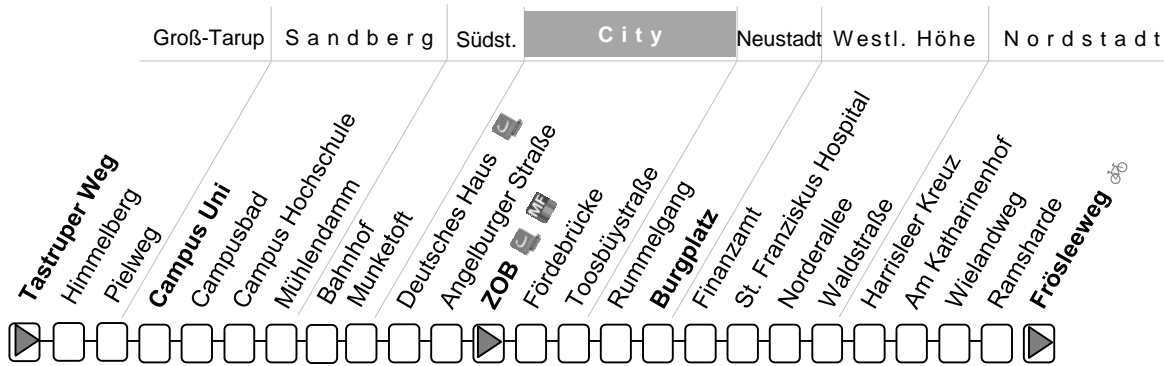 Groß-Tarup
Sandberg
Südst.
City
Neustadt
Westl. Höhe
Nordstadt
Tastruper Weg
Himmelberg
Pielweg
Campus Uni
Campusbad
Campus Hochschule
Mühlendamm
Bahnhof
Munketoft
Deutsches Haus
Angelburger Straße
ZOB MF
Fördebrücke
Toosbüystraße
Rummelgang
Burgplatz
Finanzamt
St. Franziskus Hospital
Norderallee
Waldstraße
Harrisleer Kreuz
Am Katharinenhof
Wielandweg
Ramsharde
Frösleeweg